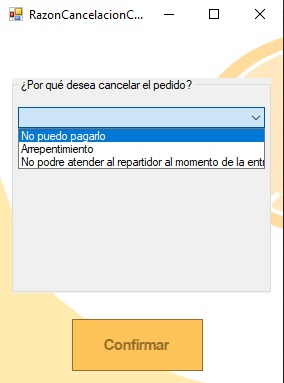 RazonCancelacionC...
¿Por qué desea cancelar el pedido?
No puedo pagarlo
Arrepentimiento
No podre atender al repartidor al momento de la entr
Confirmar